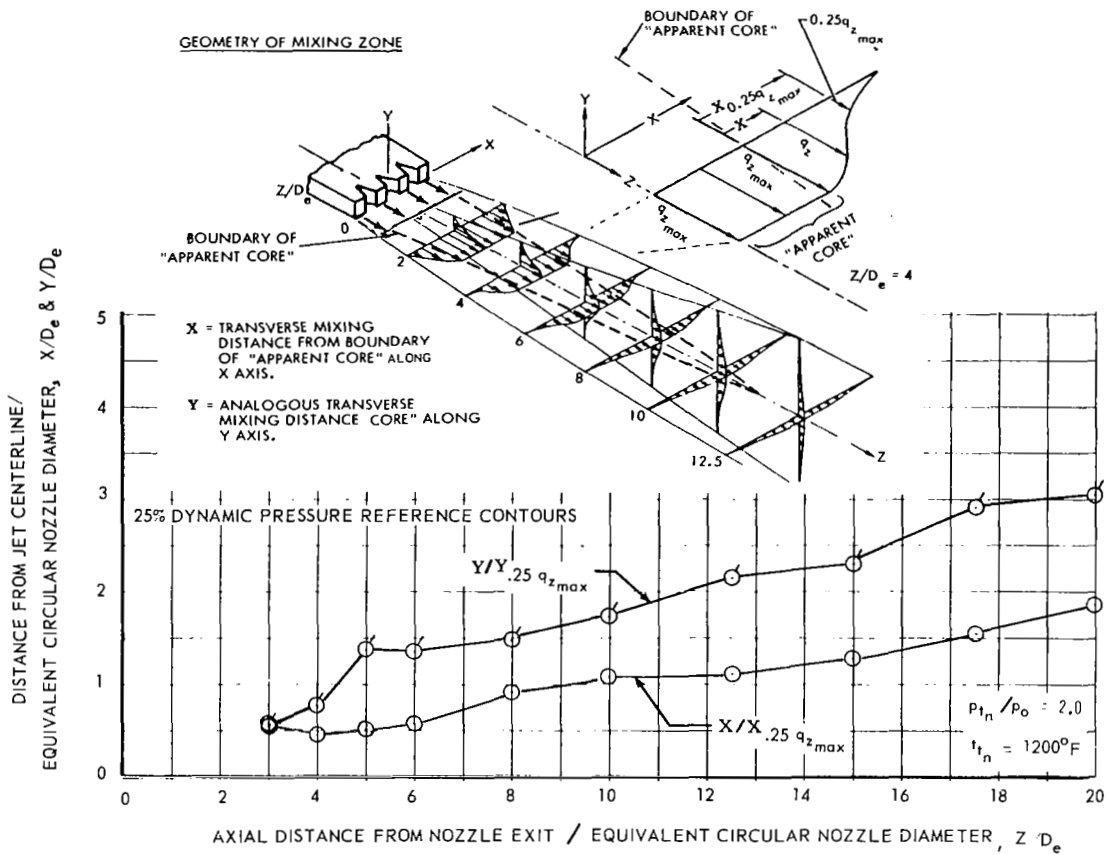 GEOMETRY OF MIXING ZONE
BOUNDARY OF
"APPARENT CORE"
0.25q z max
Y
X
X 0.25q z max
X
q z
q z max
Z
q z max
"APPARENT
CORE"
Z/D e = 4
Y
X
Z/D e
0
BOUNDARY OF
"APPARENT CORE"
2
4
6
8
10
12.5
Z
X = TRANSVERSE MIXING
DISTANCE FROM BOUNDARY
OF "APPARENT CORE" ALONG
X AXIS.
Y = ANALOGOUS TRANSVERSE
MIXING DISTANCE CORE" ALONG
Y AXIS.
DISTANCE FROM JET CENTERLINE/
EQUIVALENT CIRCULAR NOZZLE DIAMETER, X/D e & Y/D e
5
4
3
2
1
0
25% DYNAMIC PRESSURE REFERENCE CONTOURS
Y/Y .25 q z max
X/X .25 q z max
p t n /p o = 2.0
t t n = 1200°F
0 2 4 6 8 10 12 14 16 18 20
AXIAL DISTANCE FROM NOZZLE EXIT / EQUIVALENT CIRCULAR NOZZLE DIAMETER, Z D e